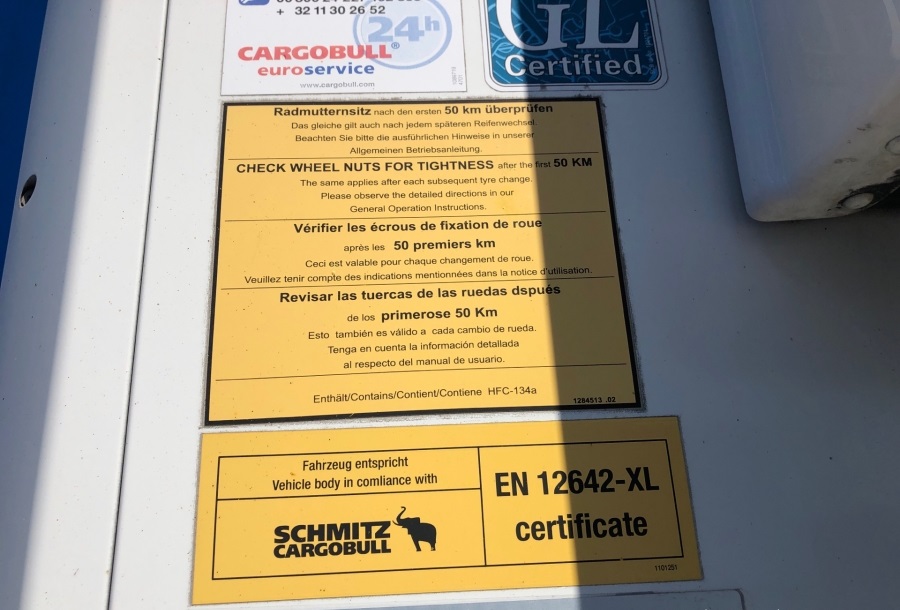 + 32 11 30 26 52
24h
CARGOBULL®
euroservice
www.cargobull.com
GL
Certified
Radmutternsitz nach den ersten 50 km überprüfen
Das gleiche gilt auch nach jedem späteren Reifenwechsel.
Beachten Sie bitte die ausführlichen Hinweise in unserer
Allgemeinen Betriebsanleitung.
CHECK WHEEL NUTS FOR TIGHTNESS after the first 50 KM
The same applies after each subsequent tyre change.
Please observe the detailed directions in our
General Operation Instructions.
Vérifier les écrous de fixation de roue
après les 50 premiers km
Ceci est valable pour chaque changement de roue.
Veuillez tenir compte des indications mentionnées dans la notice d'utilisation.
Revisar las tuercas de las ruedas dspués
de los primerose 50 Km
Esto también es válido a cada cambio de rueda.
Tenga en cuenta la información detallada
al respecto del manual de usuario.
Enthält/Contains/Contient/Contiene HFC-134a
1284513 .02
Fahrzeug entspricht
Vehicle body in comliance with
SCHMITZ
CARGOBULL
EN 12642-XL
certificate
1101251